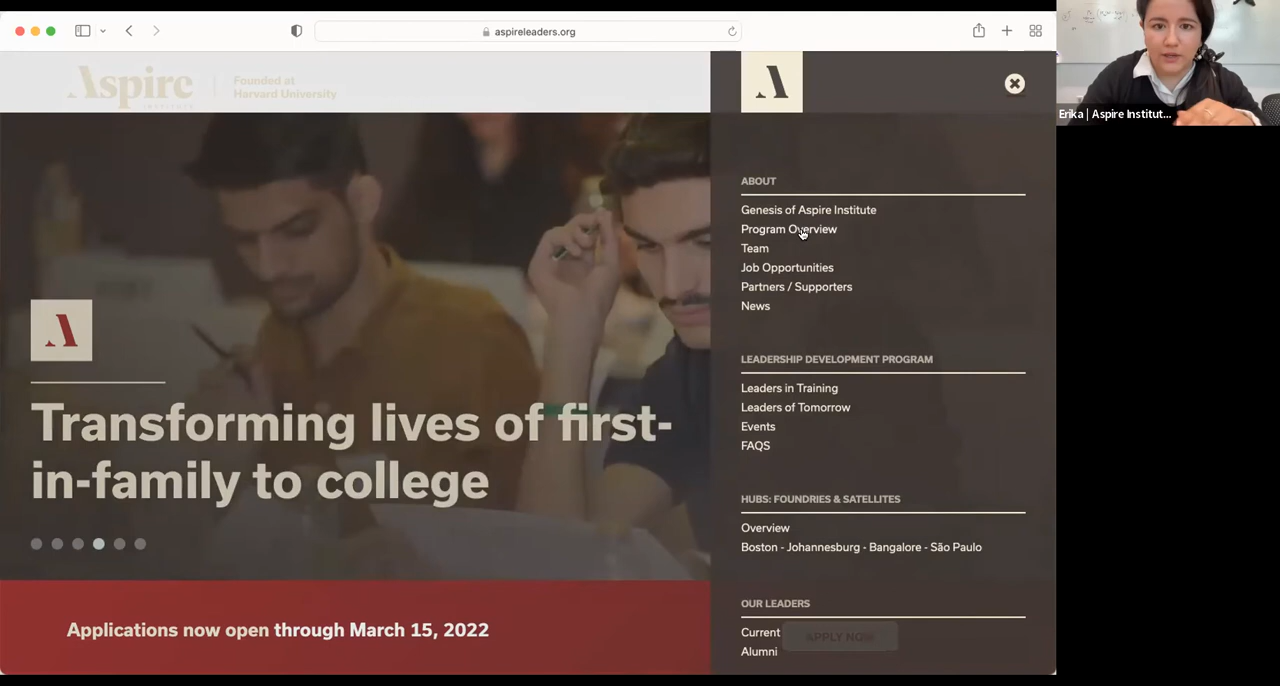 aspireleaders.org
Aspire
INSTITUTE
Founded at
Harvard University
Erika | Aspire Institut...
ABOUT
Genesis of Aspire Institute
Program Overview
Team
Job Opportunities
Partners / Supporters
News
LEADERSHIP DEVELOPMENT PROGRAM
Leaders in Training
Leaders of Tomorrow
Events
FAQS
HUBS: FOUNDRIES & SATELLITES
Overview
Boston - Johannesburg - Bangalore - São Paulo
OUR LEADERS
Current
Alumni
APPLY NOW
A
Transforming lives of first-
in-family to college
Applications now open through March 15, 2022